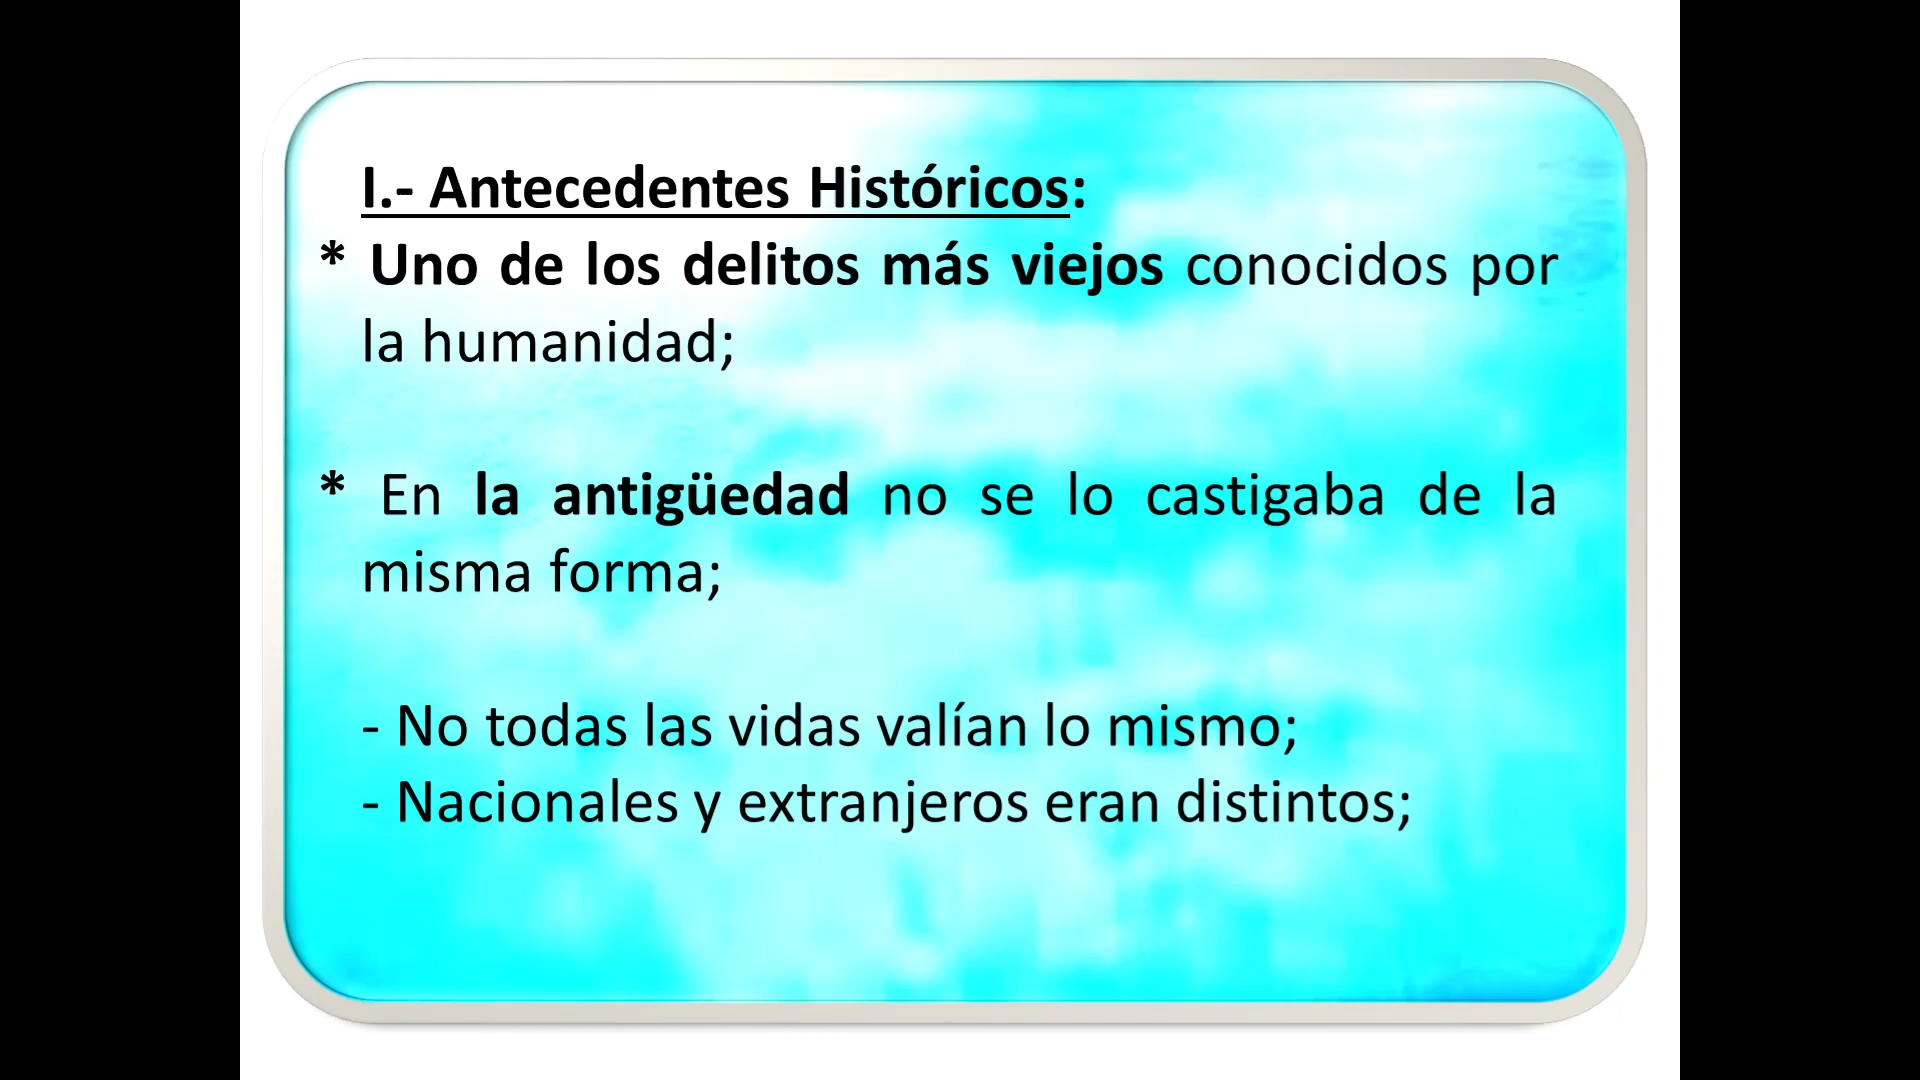 I.- Antecedentes Históricos:
* Uno de los delitos más viejos conocidos por
la humanidad;
* En la antigüedad no se lo castigaba de la
misma forma;
- No todas las vidas valían lo mismo;
- Nacionales y extranjeros eran distintos;